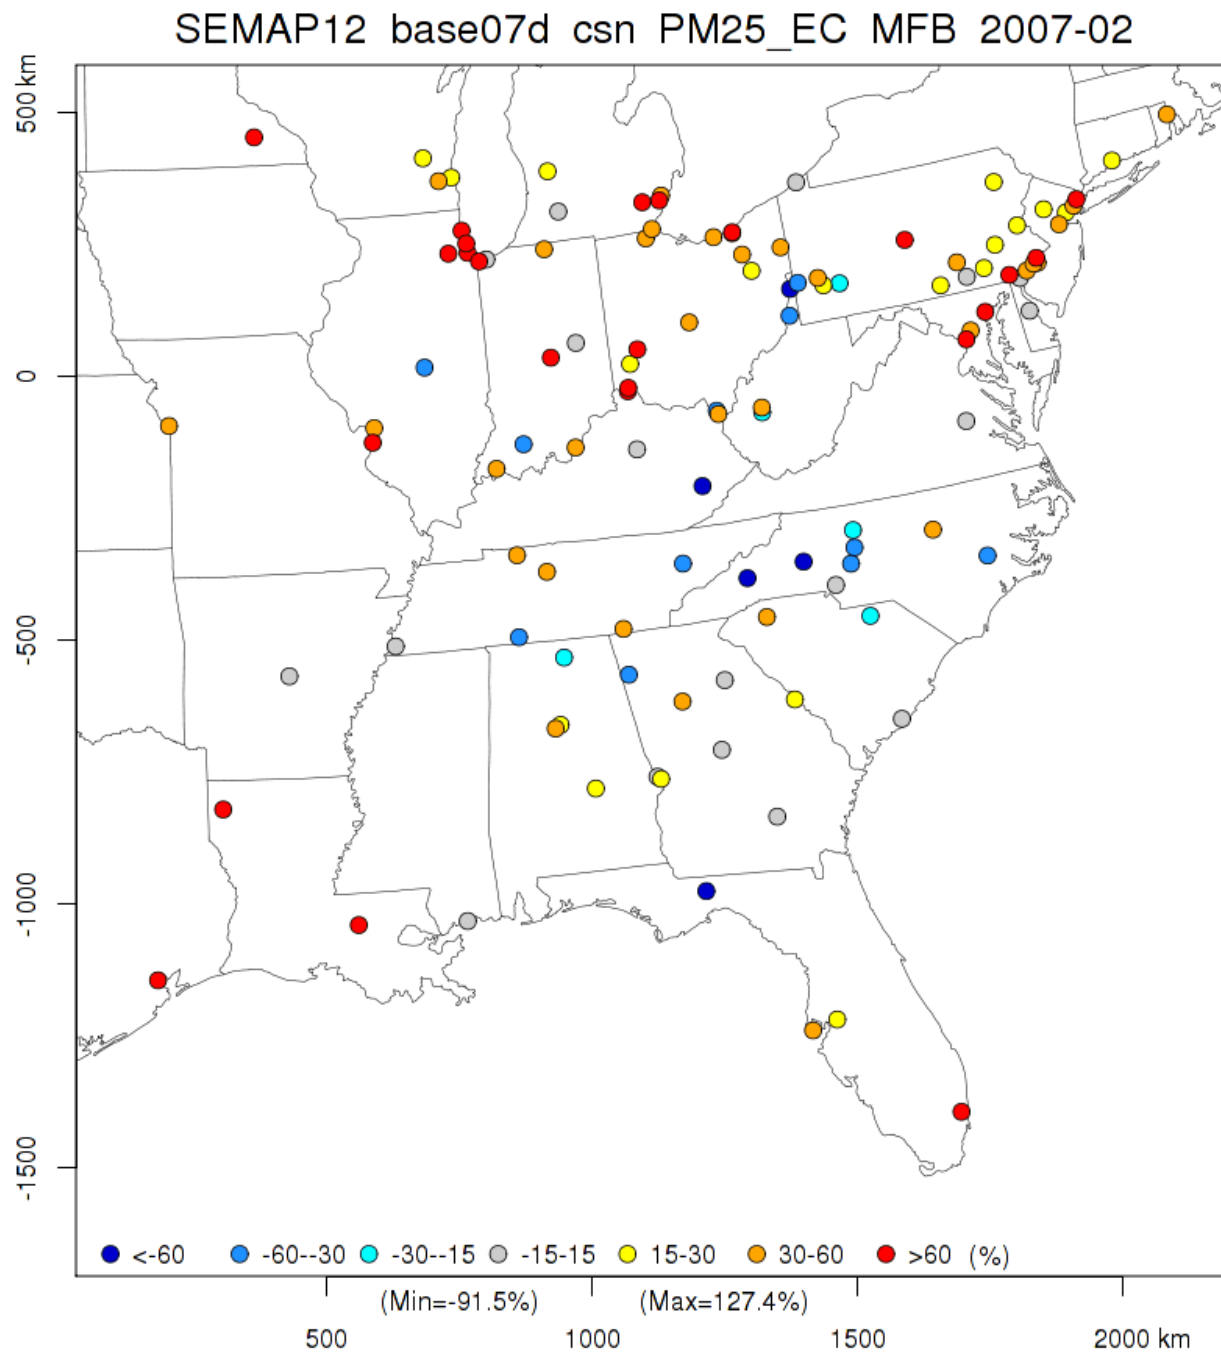 SEMAP12 base07d csn PM25_EC MFB 2007-02
500 km
0
-500
-1000
-1500
<-60 -60--30 -30--15 -15-15 15-30 30-60 >60 (%)
(Min=-91.5%) (Max=127.4%)
500 1000 1500 2000 km